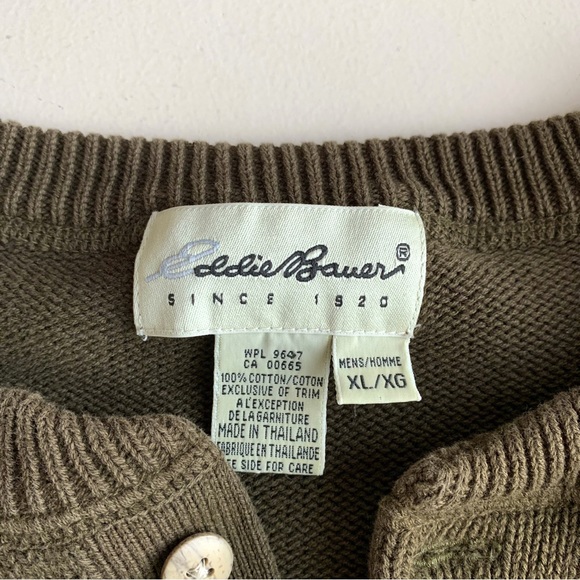 Eddie Bauer®
SINCE 1920
WPL 9647
CA 00665
100% COTTON/COTON
EXCLUSIVE OF TRIM
A L'EXCEPTION
DE LA GARNITURE
MADE IN THAILAND
FABRIQUE EN THAILANDE
SIDE FOR CARE
MENS/HOMME
XL/XG